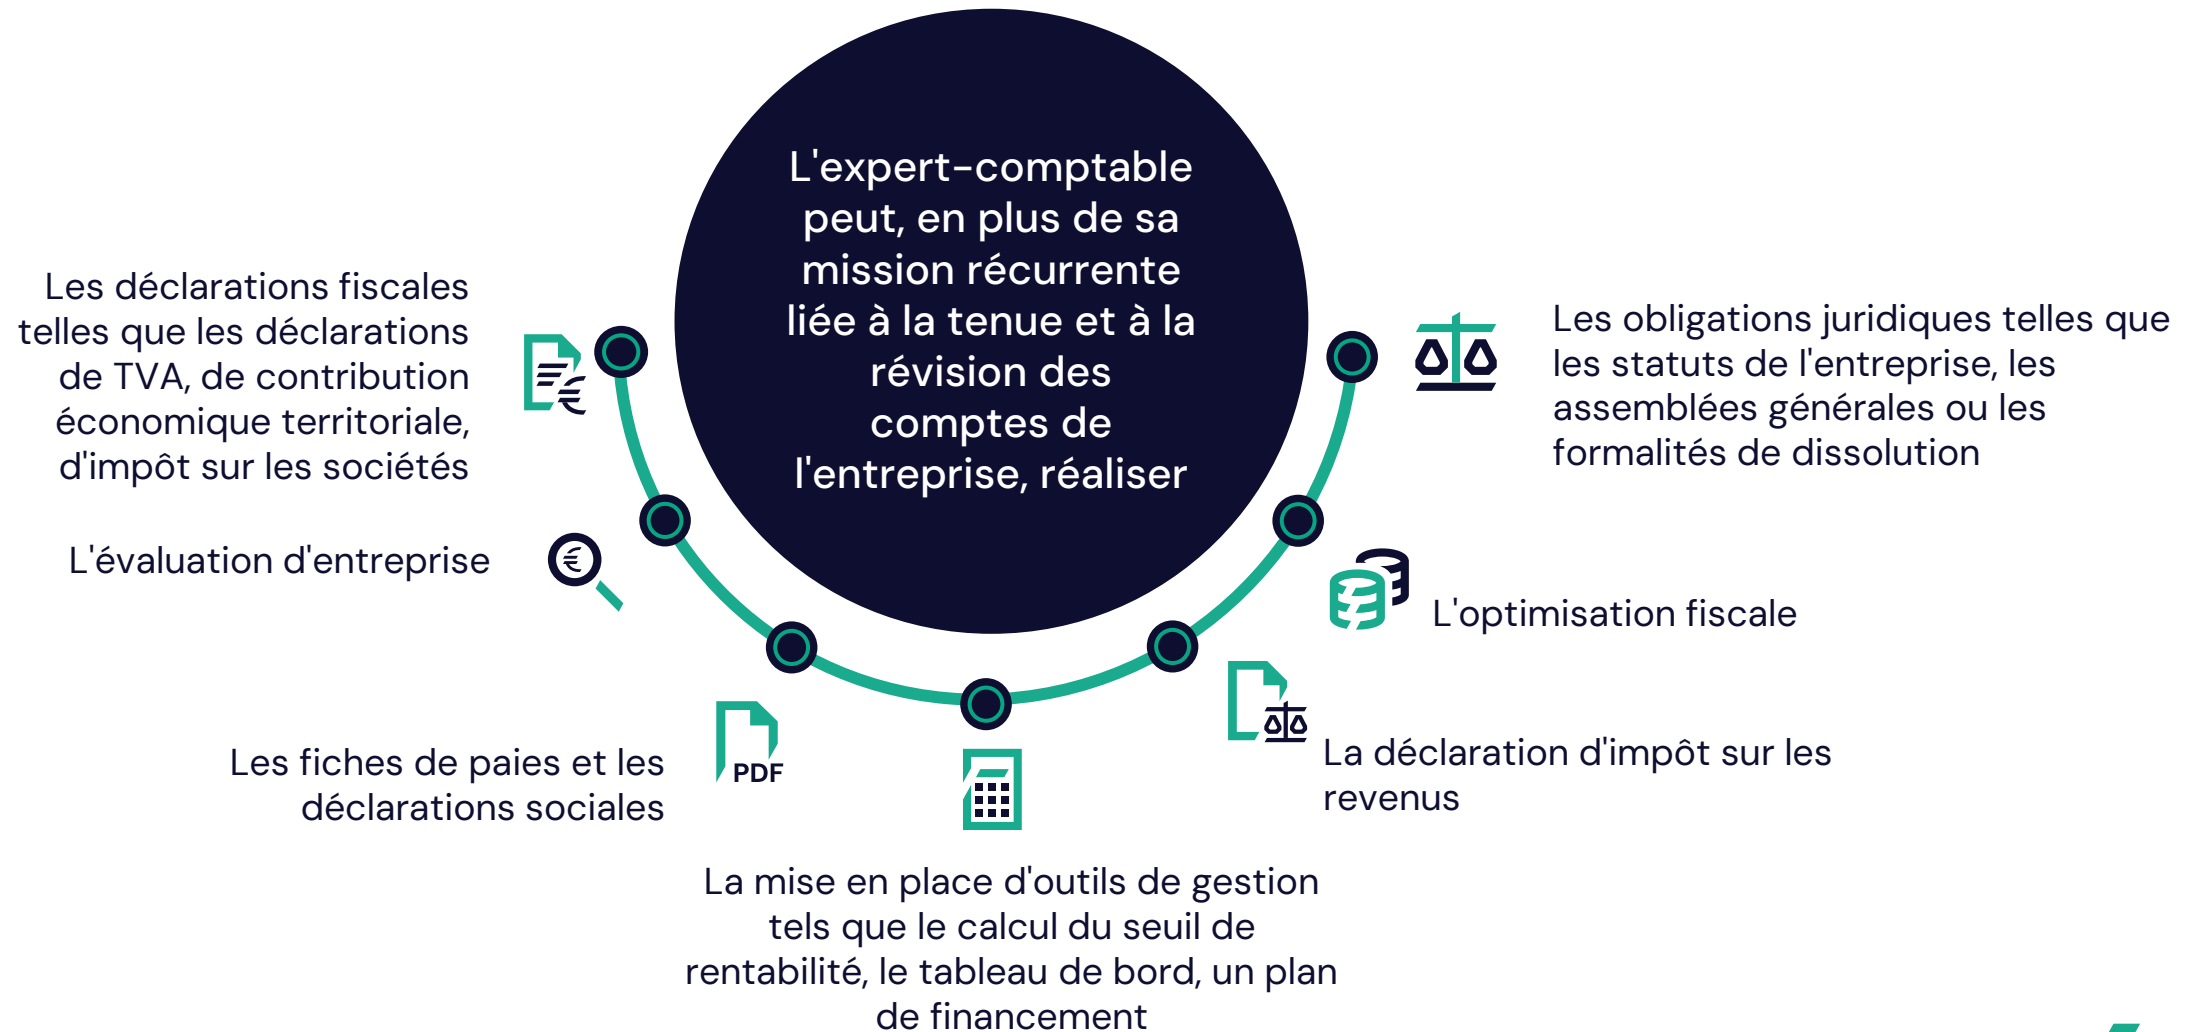 L'expert-comptable
peut, en plus de sa
mission récurrente
liée à la tenue et à la
révision des
comptes de
l'entreprise, réaliser
Les déclarations fiscales
telles que les déclarations
de TVA, de contribution
économique territoriale,
d'impôt sur les sociétés
L'évaluation d'entreprise
Les fiches de paies et les
déclarations sociales
PDF
La mise en place d'outils de gestion
tels que le calcul du seuil de
rentabilité, le tableau de bord, un plan
de financement
La déclaration d'impôt sur les
revenus
L'optimisation fiscale
Les obligations juridiques telles que
les statuts de l'entreprise, les
assemblées générales ou les
formalités de dissolution